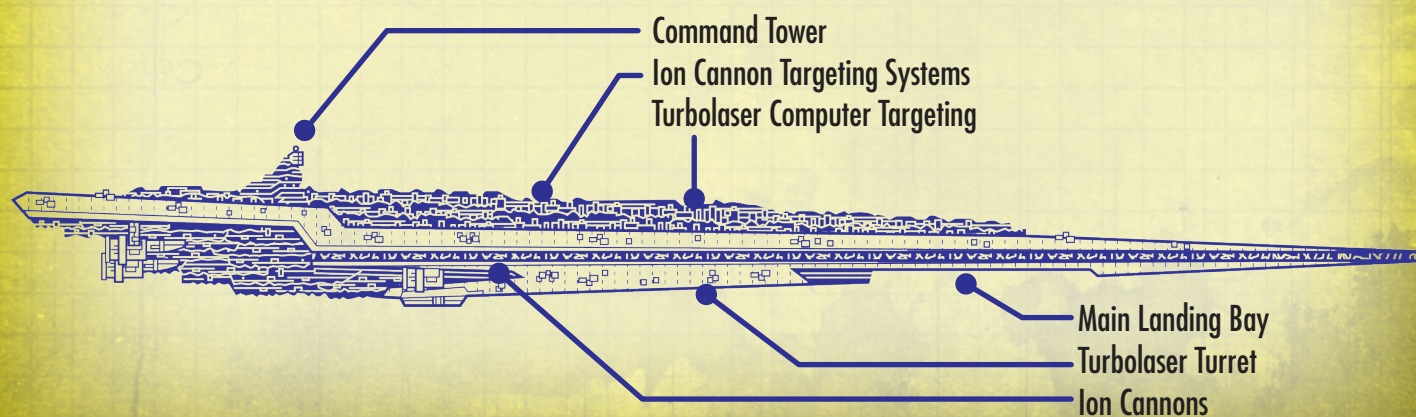 Command Tower
Ion Cannon Targeting Systems
Turbolaser Computer Targeting
Main Landing Bay
Turbolaser Turret
Ion Cannons